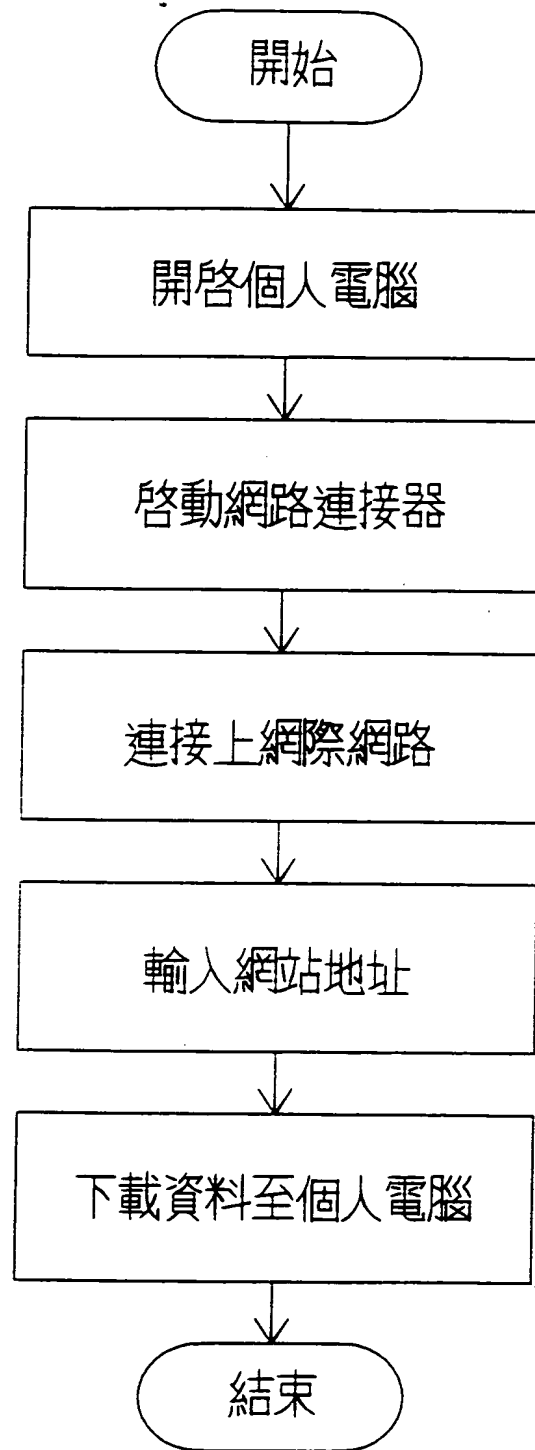 開始
開啓個人電腦
啓動網路連接器
連接上網際網路
輸入網站地址
下載資料至個人電腦
結束